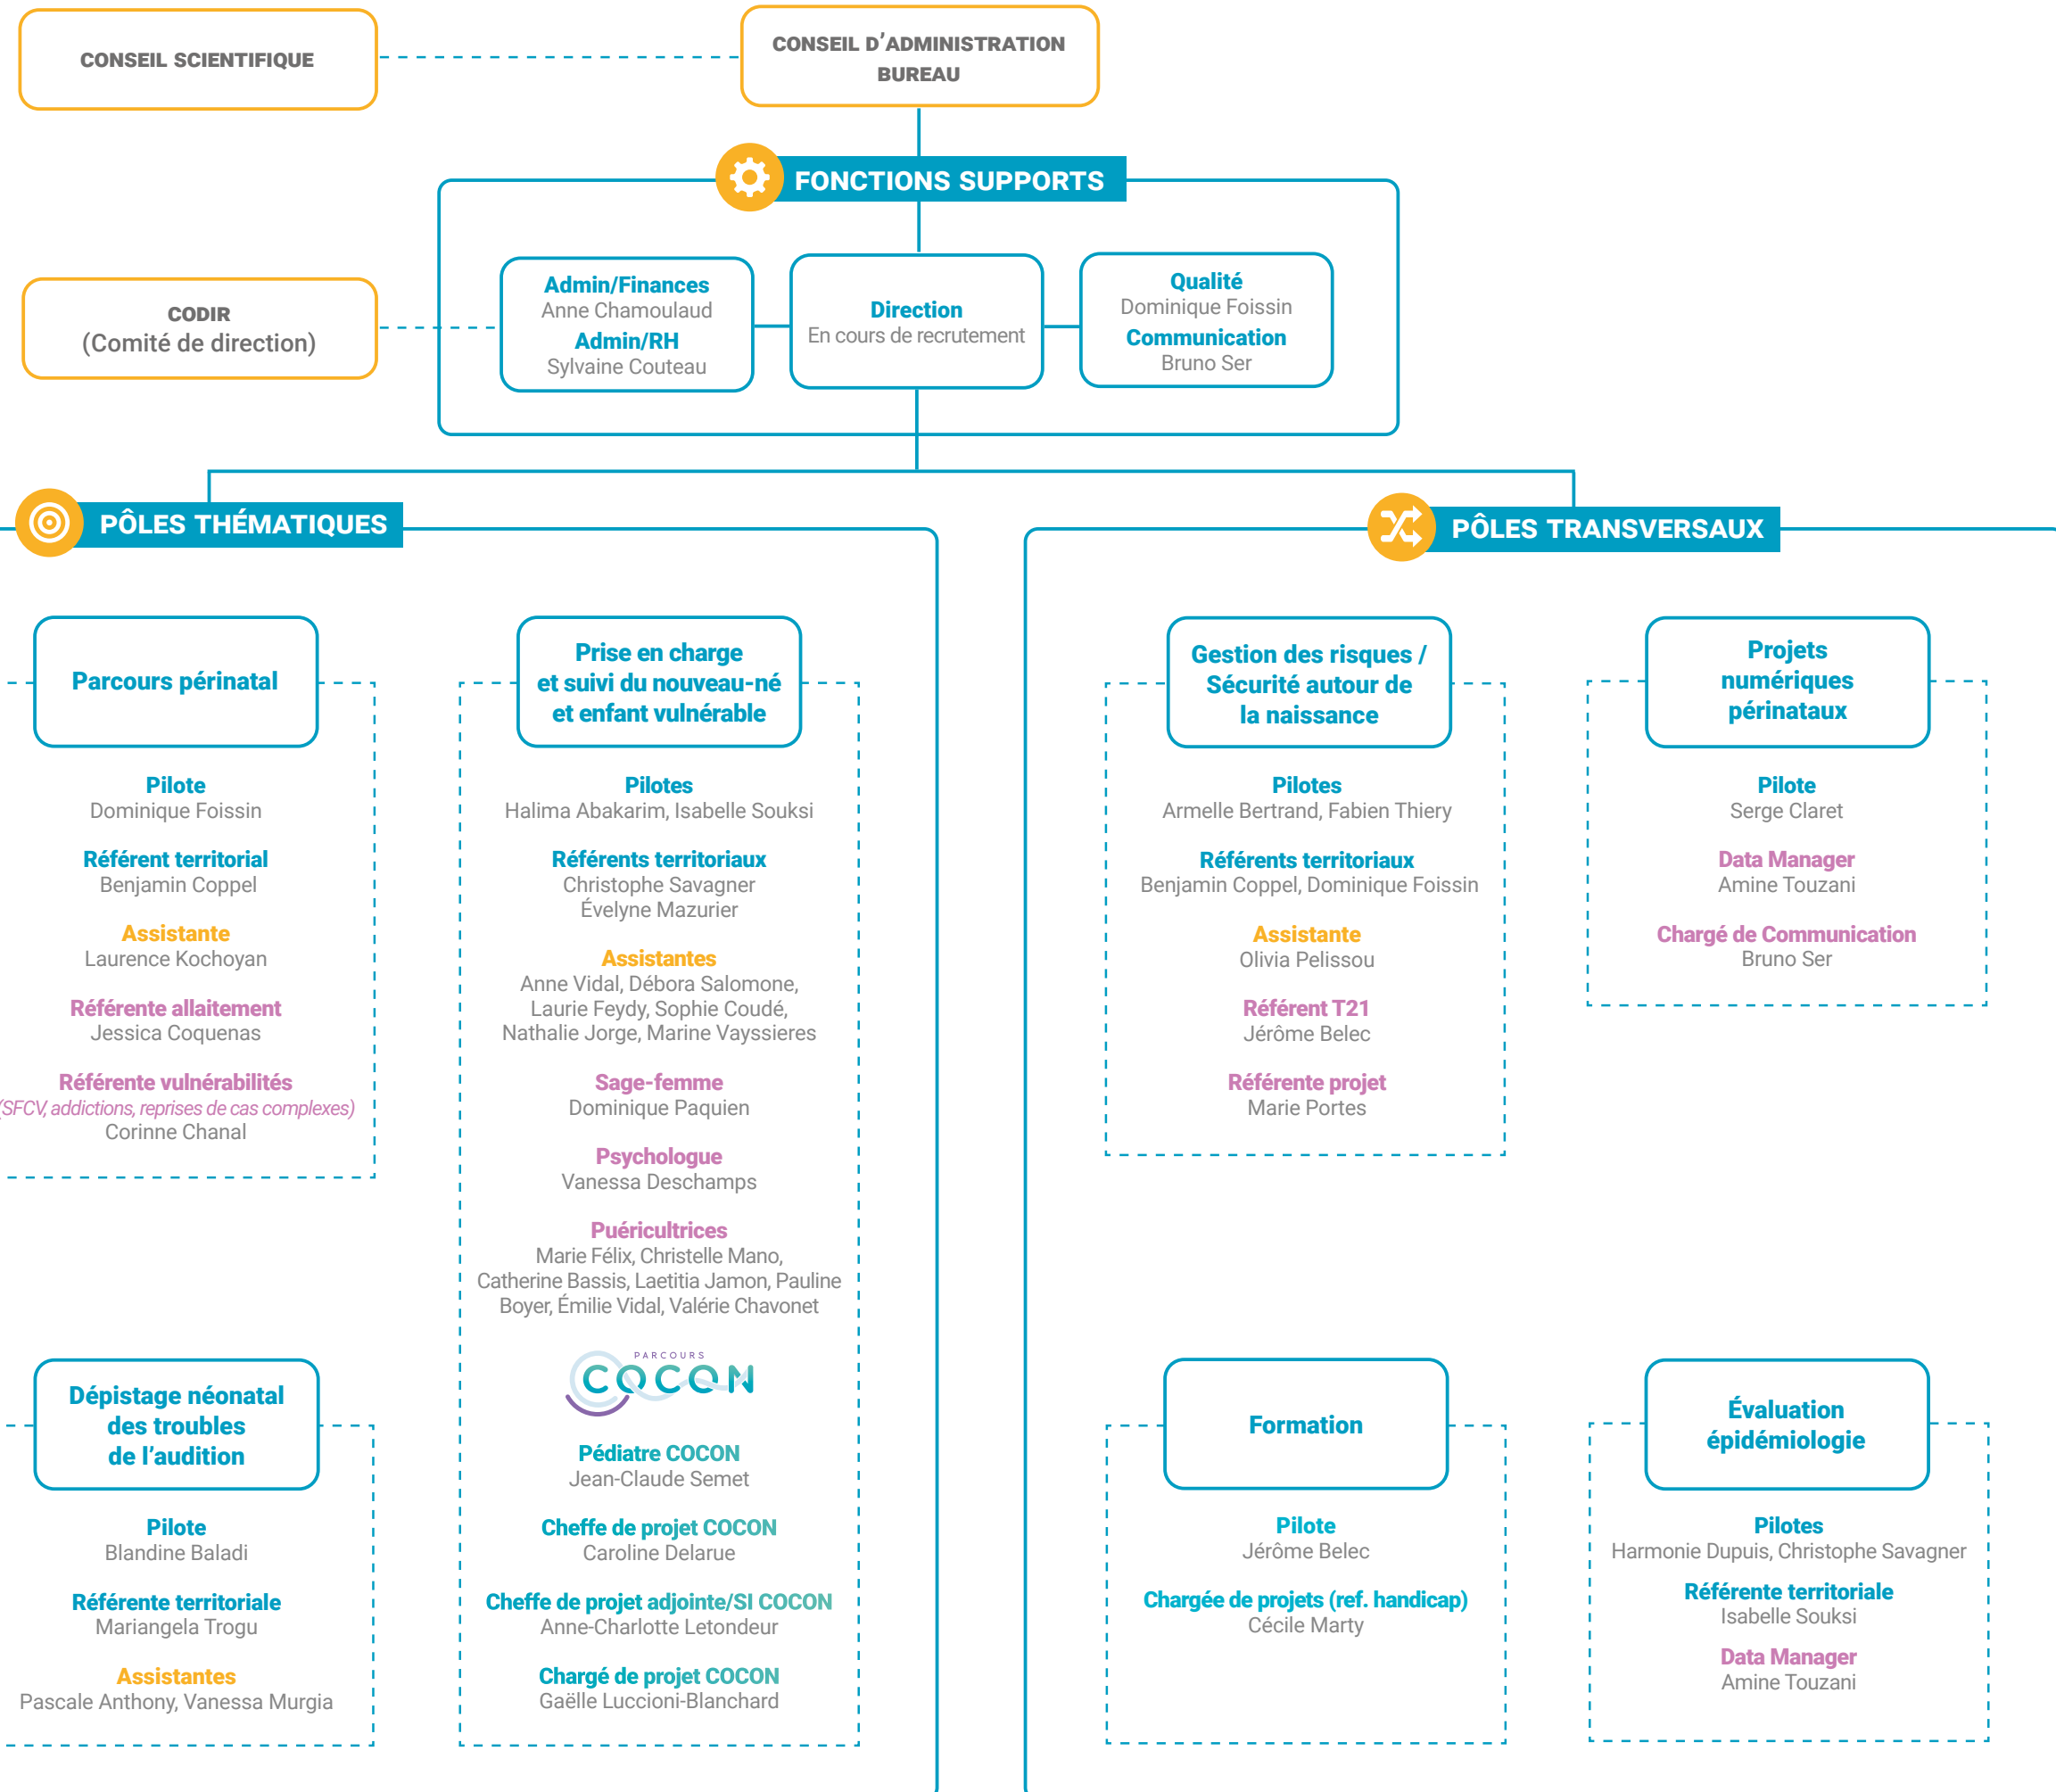 CONSEIL SCIENTIFIQUE
CONSEIL D'ADMINISTRATION
BUREAU
FONCTIONS SUPPORTS
CODIR
(Comité de direction)
Admin/Finances
Anne Chamoulaud
Admin/RH
Sylvaine Couteau
Direction
En cours de recrutement
Qualité
Dominique Foissin
Communication
Bruno Ser
PÔLES THÉMATIQUES
Parcours périnatal
Pilote
Dominique Foissin
Référent territorial
Benjamin Coppel
Assistante
Laurence Kochoyan
Référente allaitement
Jessica Coquenas
Référente vulnérabilités
(SFCV, addictions, reprises de cas complexes)
Corinne Chanal
Prise en charge
et suivi du nouveau-né
et enfant vulnérable
Pilotes
Halima Abakarim, Isabelle Souksi
Référents territoriaux
Christophe Savagner
Évelyne Mazurier
Assistantes
Anne Vidal, Débora Salomone,
Laurie Feydy, Sophie Coudé,
Nathalie Jorge, Marine Vayssieres
Sage-femme
Dominique Paquien
Psychologue
Vanessa Deschamps
Puéricultrices
Marie Félix, Christelle Mano,
Catherine Bassis, Laetitia Jamon, Pauline
Boyer, Émilie Vidal, Valérie Chavonet
PARCOURS
COCON
Pédiatre COCON
Jean-Claude Semet
Cheffe de projet COCON
Caroline Delarue
Cheffe de projet adjointe/SI COCON
Anne-Charlotte Letondeur
Chargé de projet COCON
Gaëlle Luccioni-Blanchard
Dépistage néonatal
des troubles
de l'audition
Pilote
Blandine Baladi
Référente territoriale
Mariangela Trogu
Assistantes
Pascale Anthony, Vanessa Murgia
PÔLES TRANSVERSAUX
Gestion des risques /
Sécurité autour de
la naissance
Pilotes
Armelle Bertrand, Fabien Thiery
Référents territoriaux
Benjamin Coppel, Dominique Foissin
Assistante
Olivia Pelissou
Référent T21
Jérôme Belec
Référente projet
Marie Portes
Projets
numériques
périnataux
Pilote
Serge Claret
Data Manager
Amine Touzani
Chargé de Communication
Bruno Ser
Formation
Pilote
Jérôme Belec
Chargée de projets (ref. handicap)
Cécile Marty
Évaluation
épidémiologie
Pilotes
Harmonie Dupuis, Christophe Savagner
Référente territoriale
Isabelle Souksi
Data Manager
Amine Touzani